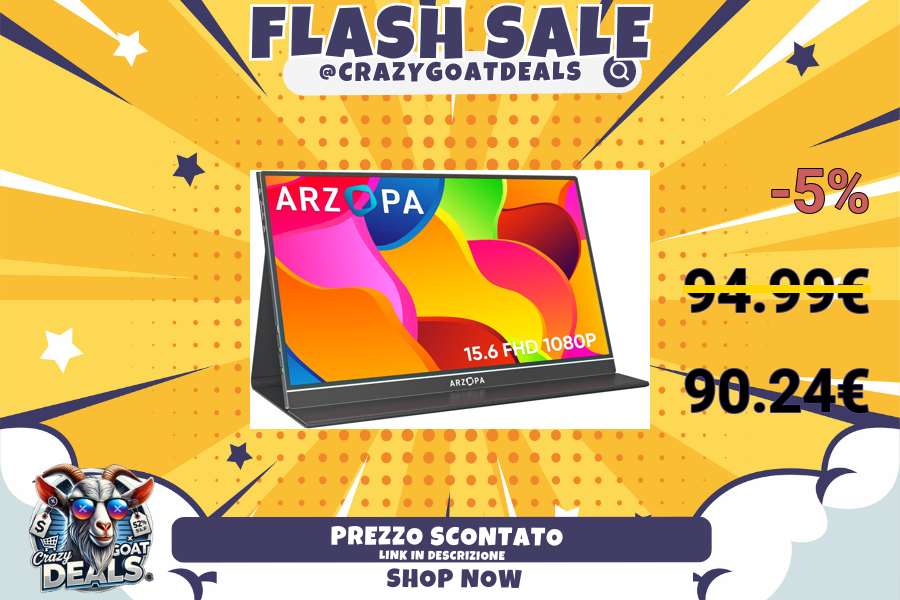 FLASH SALE
@CRAZYGOATDEALS
-5%
ARZOPA
94.99€
15.6 FHD 1080P
ARZOPA
90.24€
$
52%
Crazy
GOAT
DEALS
PREZZO SCONTATO
LINK IN DESCRIZIONE
SHOP NOW